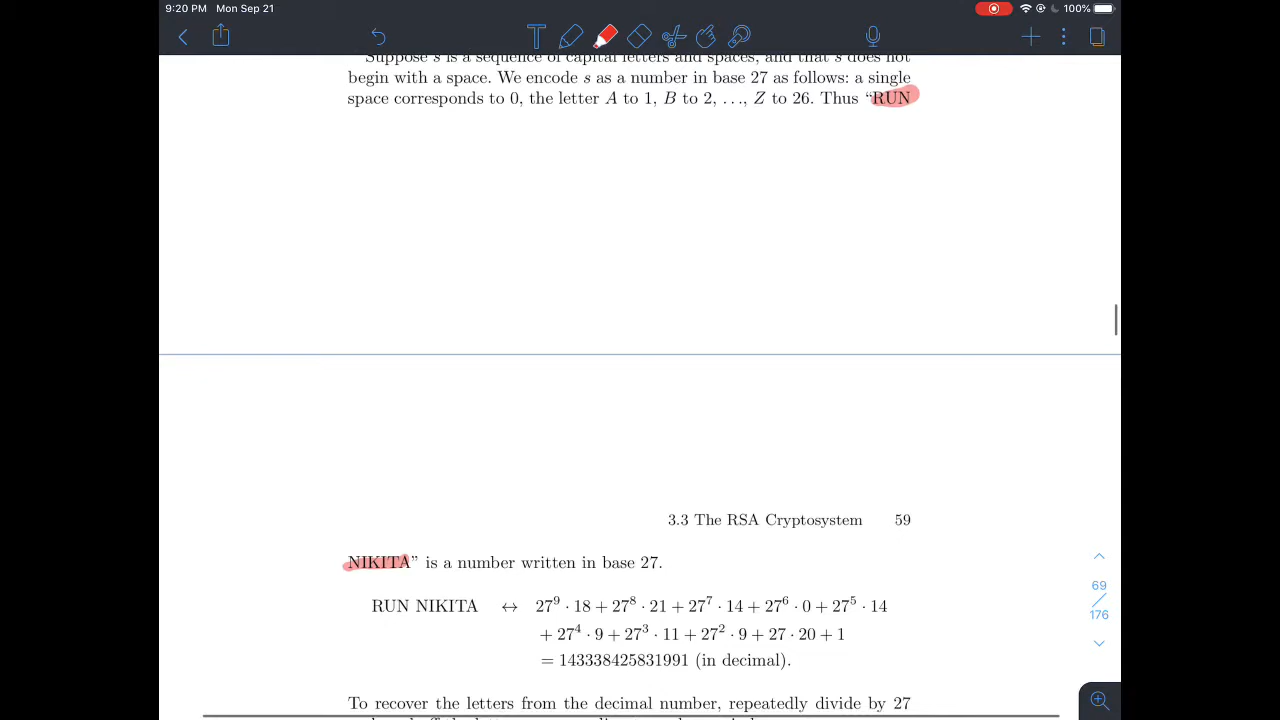 9:20 PM Mon Sep 21
100%
T
Suppose s is a sequence of capital letters and spaces, and that s does not
begin with a space. We encode s as a number in base 27 as follows: a single
space corresponds to 0, the letter A to 1, B to 2, . . ., Z to 26. Thus “RUN
3.3 The RSA Cryptosystem 59
NIKITA” is a number written in base 27.
RUN NIKITA ↔ 27⁹ · 18 + 27⁸ · 21 + 27⁷ · 14 + 27⁶ · 0 + 27⁵ · 14
+ 27⁴ · 9 + 27³ · 11 + 27² · 9 + 27 · 20 + 1
= 143338425831991 (in decimal).
To recover the letters from the decimal number, repeatedly divide by 27
69
176